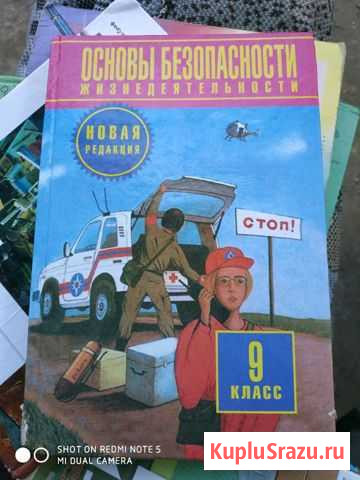 ОСНОВЫ БЕЗОПАСНОСТИ
ЖИЗНЕДЕЯТЕЛЬНОСТИ
НОВАЯ
РЕДАКЦИЯ
СТОП!
9
КЛАСС
SHOT ON REDMI NOTE 5
MI DUAL CAMERA
KupluSrazu.ru